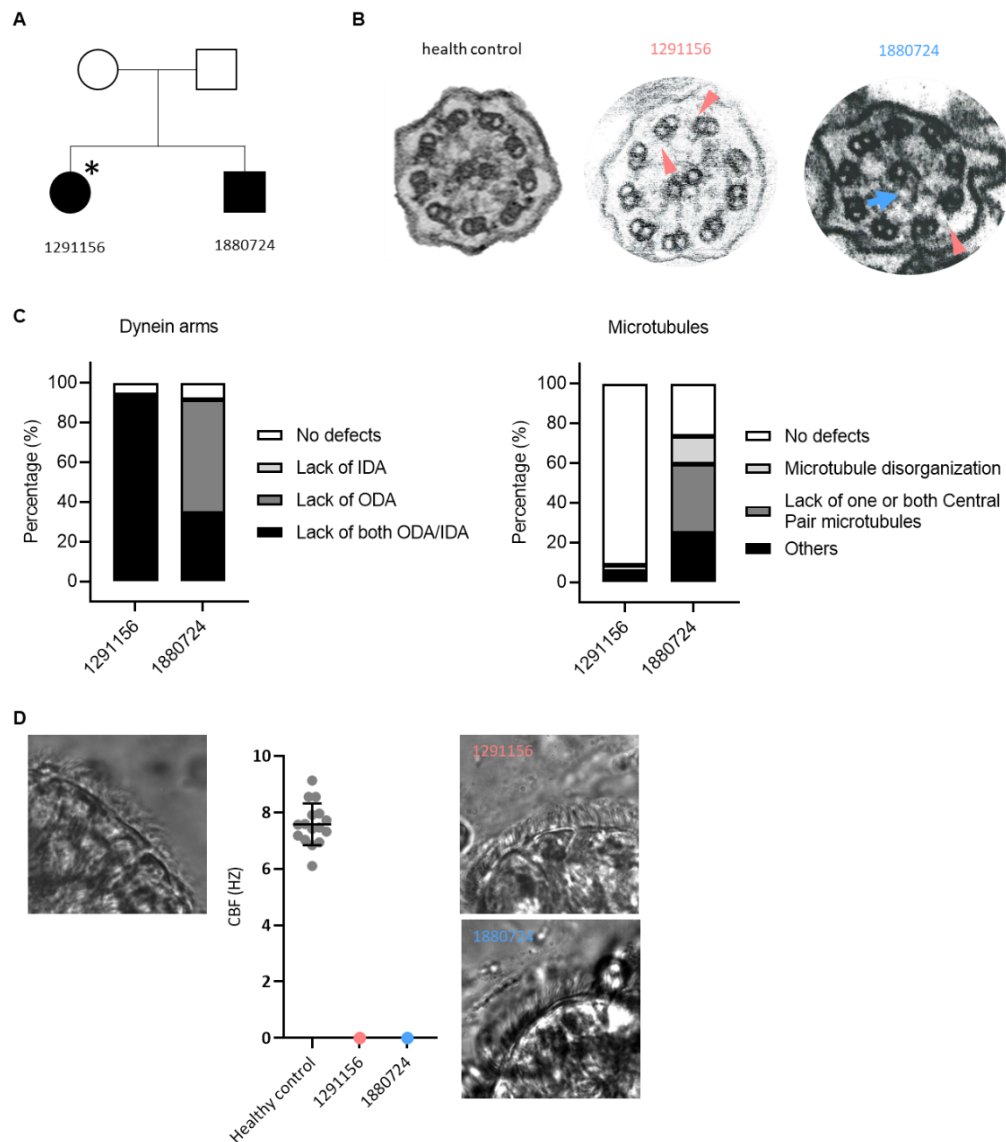 A
*
1291156
1880724
B
health control
1291156
1880724
C
Dynein arms
Percentage (%)
100
80
60
40
20
0
1291156
1880724
No defects
Lack of IDA
Lack of ODA
Lack of both ODA/IDA
Microtubules
Percentage (%)
100
80
60
40
20
0
1291156
1880724
No defects
Microtubule disorganization
Lack of one or both Central
Pair microtubules
Others
D
CBF (HZ)
10
8
6
4
2
0
Healthy control
1291156
1880724
1291156
1880724